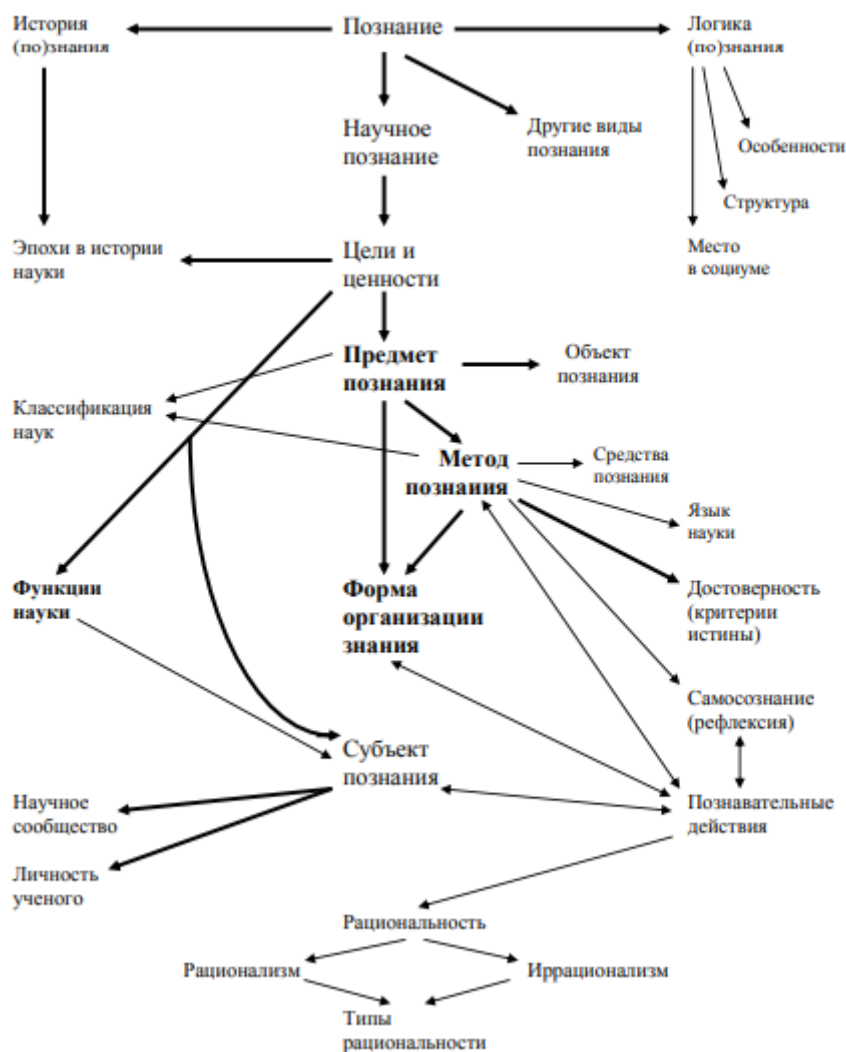 История
(по)знания
Познание
Логика
(по)знания
Научное
познание
Другие виды
познания
Особенности
Структура
Эпохи в истории
науки
Цели и
ценности
Место
в социуме
Предмет
познания
Объект
познания
Классификация
наук
Метод
познаиия
Средства
познания
Язык
науки
Функции
науки
Форма
организации
знания
Достоверность
(критерии
истины)
Самосознание
(рефлексия)
Субъект
познания
Научное
сообщество
Познавательные
действия
Личность
ученого
Рациональность
Рационализм
Иррационализм
Типы
рациональности